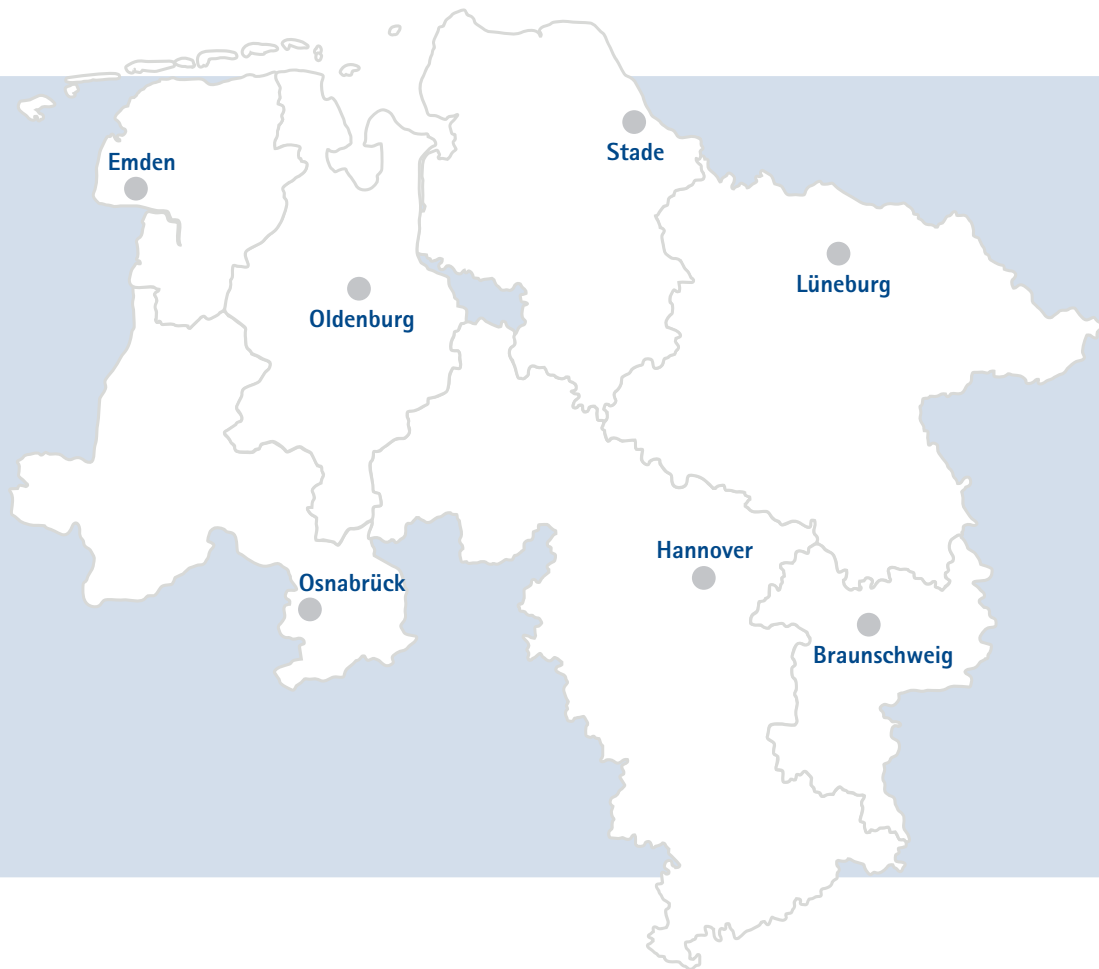 Stade
Emden
Lüneburg
Oldenburg
Hannover
Osnabrück
Braunschweig